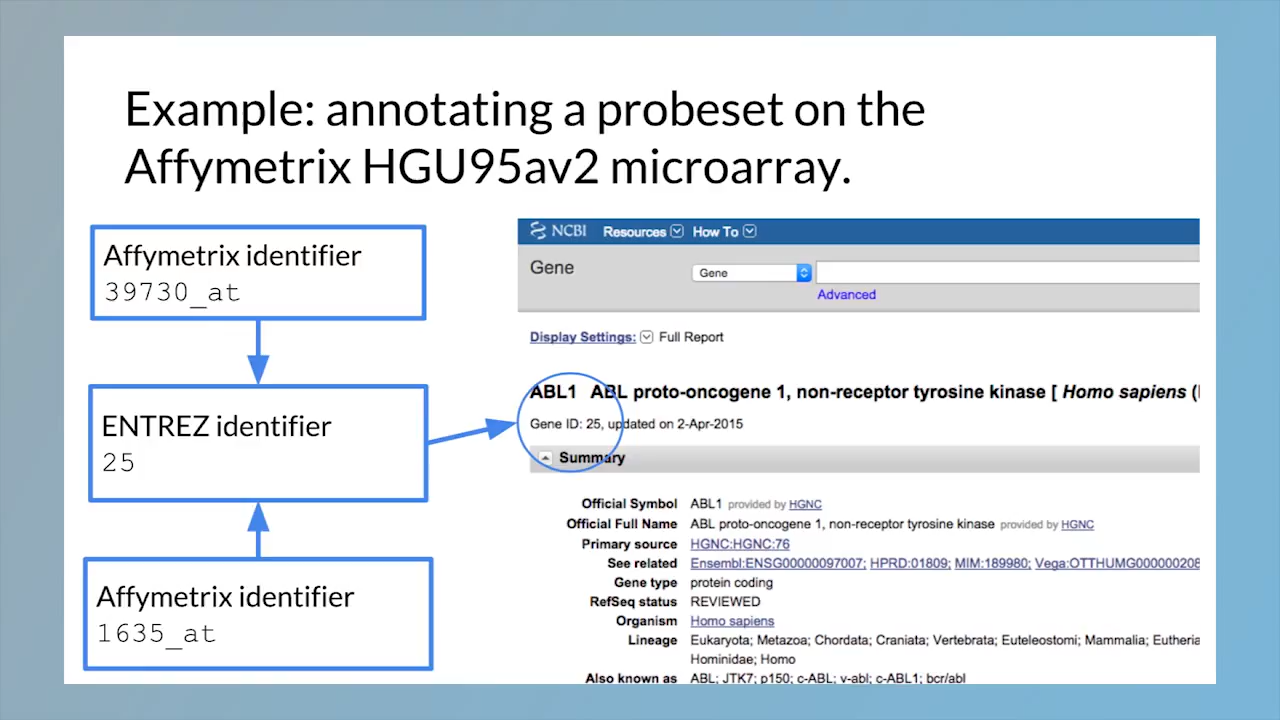 Example: annotating a probeset on the
Affymetrix HGU95av2 microarray.
Affymetrix identifier
39730_at
ENTREZ identifier
25
Affymetrix identifier
1635_at
NCBI Resources How To
Gene
Gene
Advanced
Display Settings: Full Report
ABL1 ABL proto-oncogene 1, non-receptor tyrosine kinase [ Homo sapiens (
Gene ID: 25, updated on 2-Apr-2015
Summary
Official Symbol ABL1 provided by HGNC
Official Full Name ABL proto-oncogene 1, non-receptor tyrosine kinase provided by HGNC
Primary source HGNC:HGNC:76
See related Ensembl:ENSG00000097007; HPRD:01809; MIM:189980; Vega:OTTHUMG000000208
Gene type protein coding
RefSeq status REVIEWED
Organism Homo sapiens
Lineage Eukaryota; Metazoa; Chordata; Craniata; Vertebrata; Euteleostomi; Mammalia; Eutheria
Hominidae; Homo
Also known as ABL; JTK7; p150; c-ABL; v-abl; c-ABL1; bcr/abl